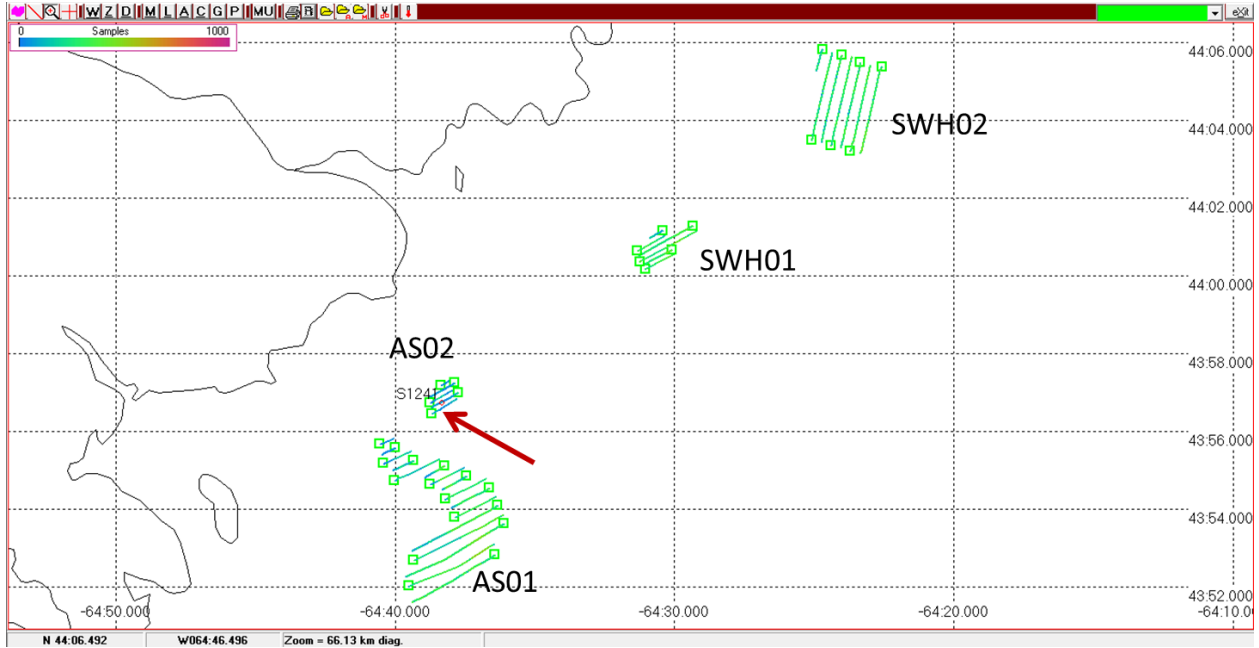 W Z D M L A C G P MU eXit
0 Samples 1000
44:06.000
SWH02
44:04.000
44:02.000
SWH01
44:00.000
43:58.000
AS02
S1241
43:56.000
43:54.000
AS01
43:52.000
-64:50.000 -64:40.000 -64:30.000 -64:20.000 -64:10.0
N 44:06.492 W064:46.496 Zoom = 66.13 km diag.